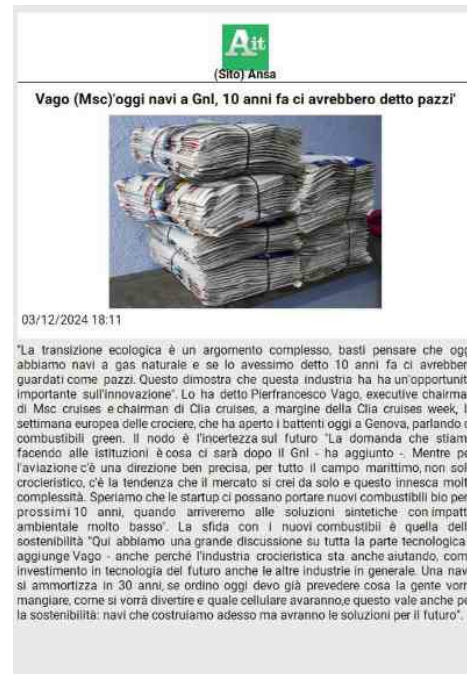 Ait
(Sito) Ansa
Vago (Msc)'oggi navi a Gnl, 10 anni fa ci avrebbero detto pazzi'
03/12/2024 18:11
"La transizione ecologica è un argomento complesso, basti pensare che ogg
abbiamo navi a gas naturale e se lo avessimo detto 10 anni fa ci avrebber
guardati come pazzi. Questo dimostra che questa industria ha ha un'opportunit
importante sull'innovazione". Lo ha detto Pierfrancesco Vago, executive chairma
di Msc cruises e chairman di Clia cruises, a margine della Clia cruises week, l
settimana europea delle crociere, che ha aperto i battenti oggi a Genova, parlando d
combustibili green. Il nodo è l'incertezza sul futuro "La domanda che stiam
facendo alle istituzioni è cosa ci sarà dopo il Gnl - ha aggiunto -. Mentre pe
l'aviazione c'è una direzione ben precisa, per tutto il campo marittimo, non sol
crocieristico, c'è la tendenza che il mercato si crei da solo e questo innesca molt
complessità. Speriamo che le startup ci possano portare nuovi combustibili bio per
prossimi 10 anni, quando arriveremo alle soluzioni sintetiche con impatt
ambientale molto basso". La sfida con i nuovi combustibii è quella dell
sostenibilità "Qui abbiamo una grande discussione su tutta la parte tecnologica
aggiunge Vago - anche perché l'industria crocieristica sta anche aiutando, com
investimento in tecnologia del futuro anche le altre industrie in generale. Una nav
si ammortizza in 30 anni, se ordino oggi devo già prevedere cosa la gente vorr
mangiare, come si vorrà divertire e quale cellulare avaranno,e questo vale anche pe
la sostenibilità: navi che costruiamo adesso ma avranno le soluzioni per il futuro".